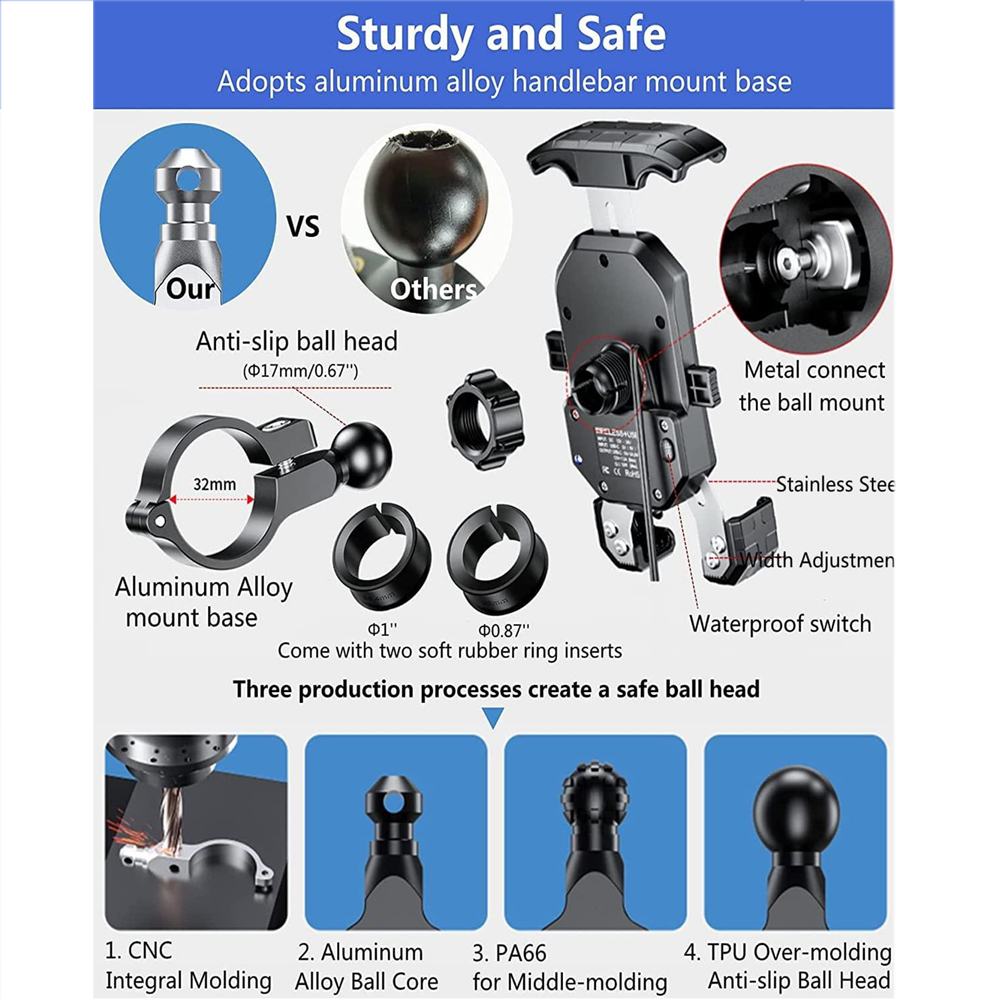 Sturdy and Safe
Adopts aluminum alloy handlebar mount base
Our
VS
Others
Anti-slip ball head
(Φ17mm/0.67'')
Metal connect
the ball mount
32mm
Stainless Stee
Width Adjustmen
Aluminum Alloy
mount base
Waterproof switch
Φ1''
Φ0.87''
Come with two soft rubber ring inserts
Three production processes create a safe ball head
1. CNC
Integral Molding
2. Aluminum
Alloy Ball Core
3. PA66
for Middle-molding
4. TPU Over-molding
Anti-slip Ball Head